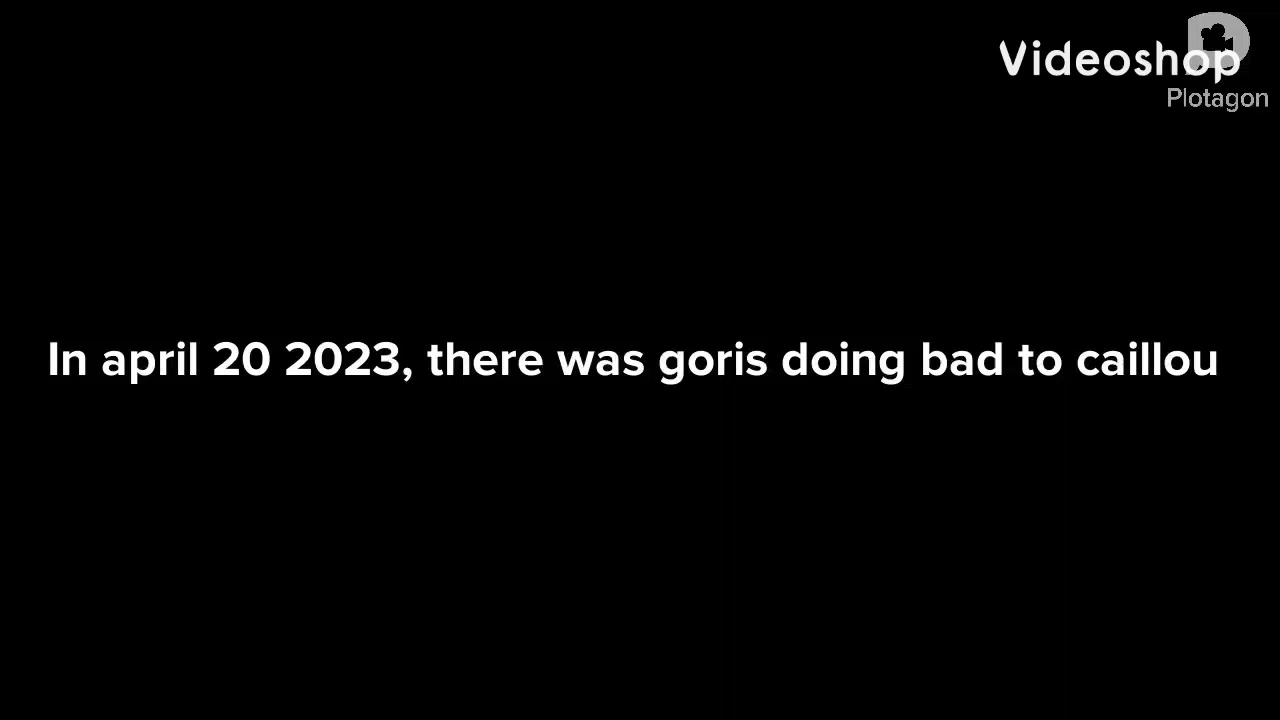 Videoshop
Plotagon
In april 20 2023, there was goris doing bad to caillou